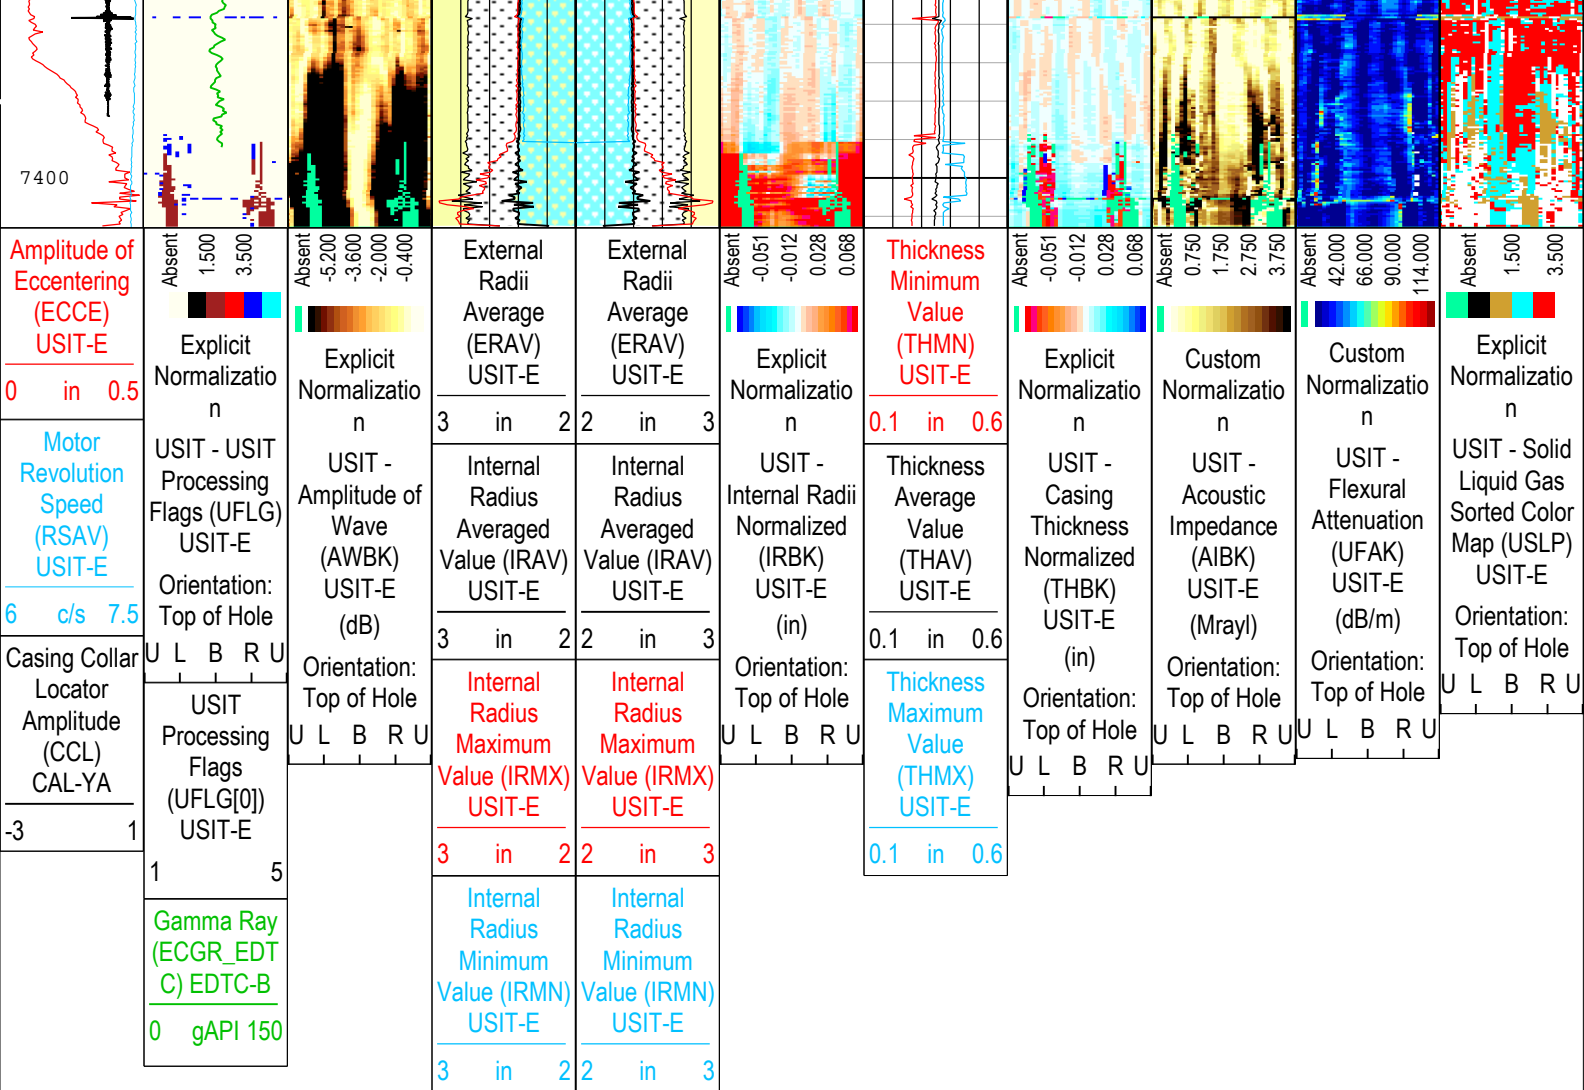 7400
Amplitude of
Eccentering
(ECCE)
USIT-E
0 in 0.5
Motor
Revolution
Speed
(RSAV)
USIT-E
6 c/s 7.5
Casing Collar
Locator
Amplitude
(CCL)
CAL-YA
-3 1
Absent 1.500 3.500
Explicit
Normalizatio
n
USIT - USIT
Processing
Flags (UFLG)
USIT-E
Orientation:
Top of Hole
U L B R U
USIT
Processing
Flags
(UFLG[0])
USIT-E
1 5
Gamma Ray
(ECGR_EDT
C) EDTC-B
0 gAPI 150
Absent -5.200 -3.600 -2.000 -0.400
Explicit
Normalizatio
n
USIT -
Amplitude of
Wave
(AWBK)
USIT-E
(dB)
Orientation:
Top of Hole
U L B R U
External
Radii
Average
(ERAV)
USIT-E
3 in 2
Internal
Radius
Averaged
Value (IRAV)
USIT-E
3 in 2
Internal
Radius
Maximum
Value (IRMX)
USIT-E
3 in 2
Internal
Radius
Minimum
Value (IRMN)
USIT-E
3 in 2
External
Radii
Average
(ERAV)
USIT-E
2 in 3
Internal
Radius
Averaged
Value (IRAV)
USIT-E
2 in 3
Internal
Radius
Maximum
Value (IRMX)
USIT-E
2 in 3
Internal
Radius
Minimum
Value (IRMN)
USIT-E
2 in 3
Absent -0.051 -0.012 0.028 0.068
Explicit
Normalizatio
n
USIT -
Internal Radii
Normalized
(IRBK)
USIT-E
(in)
Orientation:
Top of Hole
U L B R U
Thickness
Minimum
Value
(THMN)
USIT-E
0.1 in 0.6
Thickness
Average
Value
(THAV)
USIT-E
0.1 in 0.6
Thickness
Maximum
Value
(THMX)
USIT-E
0.1 in 0.6
Absent -0.051 -0.012 0.028 0.068
Explicit
Normalizatio
n
USIT -
Casing
Thickness
Normalized
(THBK)
USIT-E
(in)
Orientation:
Top of Hole
U L B R U
Absent 0.750 1.750 2.750 3.750
Custom
Normalizatio
n
USIT -
Acoustic
Impedance
(AIBK)
USIT-E
(Mrayl)
Orientation:
Top of Hole
U L B R U
Absent 42.000 66.000 90.000 114.000
Custom
Normalizatio
n
USIT -
Flexural
Attenuation
(UFAK)
USIT-E
(dB/m)
Orientation:
Top of Hole
U L B R U
Absent 1.500 3.500
Explicit
Normalizatio
n
USIT - Solid
Liquid Gas
Sorted Color
Map (USLP)
USIT-E
Orientation:
Top of Hole
U L B R U